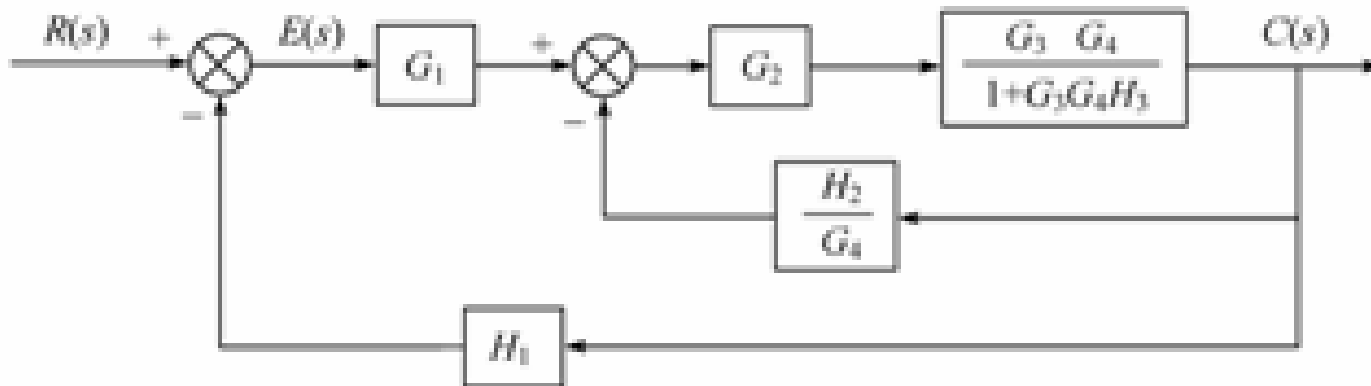 R(s) + E(s) G₁ + G₂ G₃ G₄ C(s)
1+G₃G₄H₃
− −
H₂
G₄
H₁